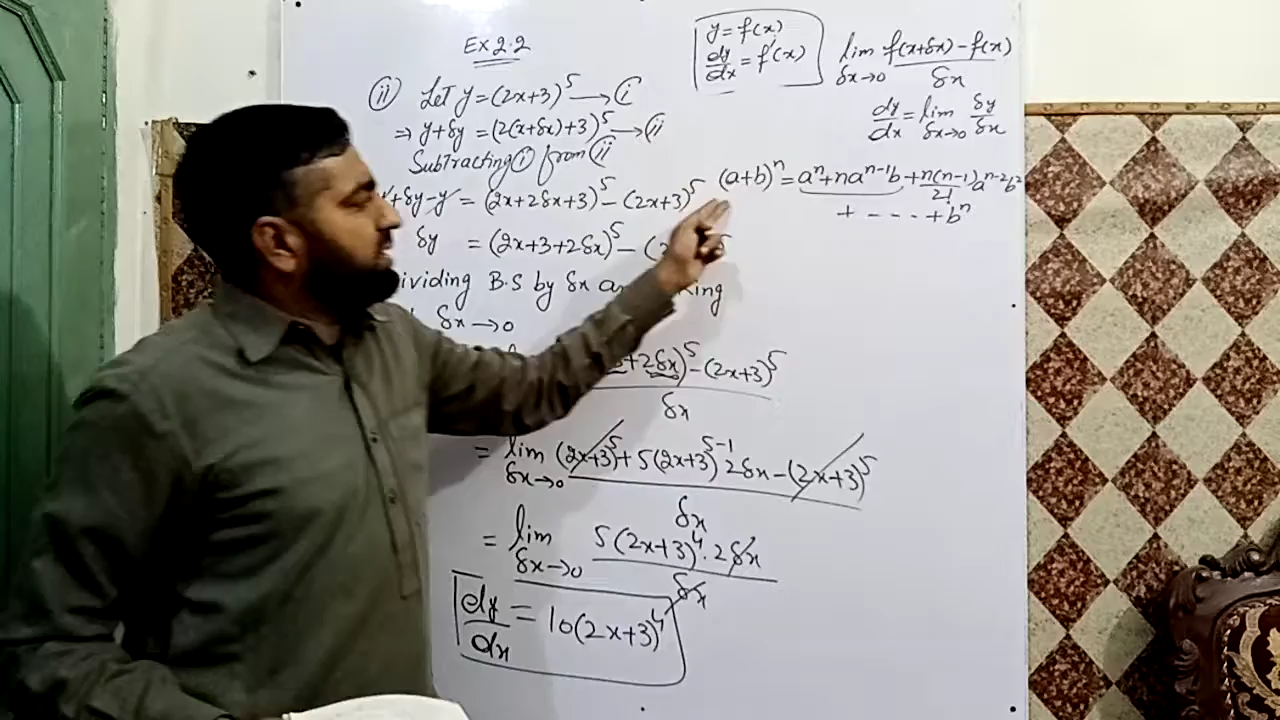 Ex 2.2
(ii) Let y = (2x+3)^5 → (i)
⇒ y+δy = (2(x+δx)+3)^5 → (ii)
Subtracting (i) from (ii)
+δy-y = (2x+2δx+3)^5 - (2x+3)^5
δy = (2x+3+2δx)^5 - (2
ividing B.S by δx a king
δx → 0
+2δx)^5 - (2x+3)^5
δx
= lim δx→0 (2x+3)^5 + 5(2x+3)^5-1 2δx - (2x+3)^5
δx
= lim δx→0 5(2x+3)^4 . 2δx
δx
dy/dx = 10(2x+3)^4
y = f(x)
dy/dx = f'(x)
lim δx→0 f(x+δx) - f(x)
δx
dy/dx = lim δx→0 δy/δx
(a+b)^n = a^n + na^n-1 b + n(n-1)/2! a^n-2 b^2
+ - - - - + b^n